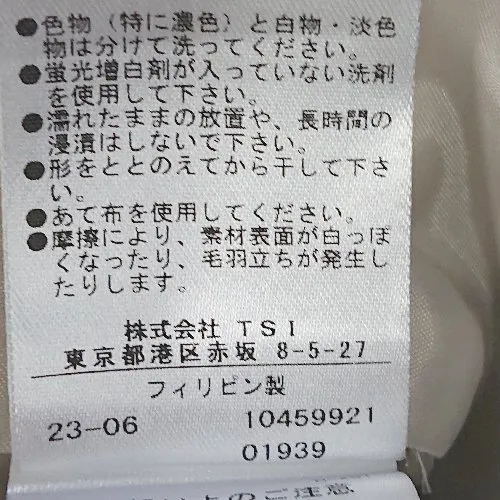 ●色物（特に濃色）と白物・淡色
物は分けて洗ってください。
●蛍光増白剤が入っていない洗剤
を使用して下さい。
●濡れたままの放置や、長時間の
浸漬はしないで下さい。
●形をととのえてから干して下さ
い。
●あて布を使用してください。
●摩擦により、素材表面が白っぽ
くなったり、毛羽立ちが発生し
たりします。
株式会社 TSI
東京都港区赤坂 8-5-27
フィリピン製
23-06 10459921
01939
のご注意